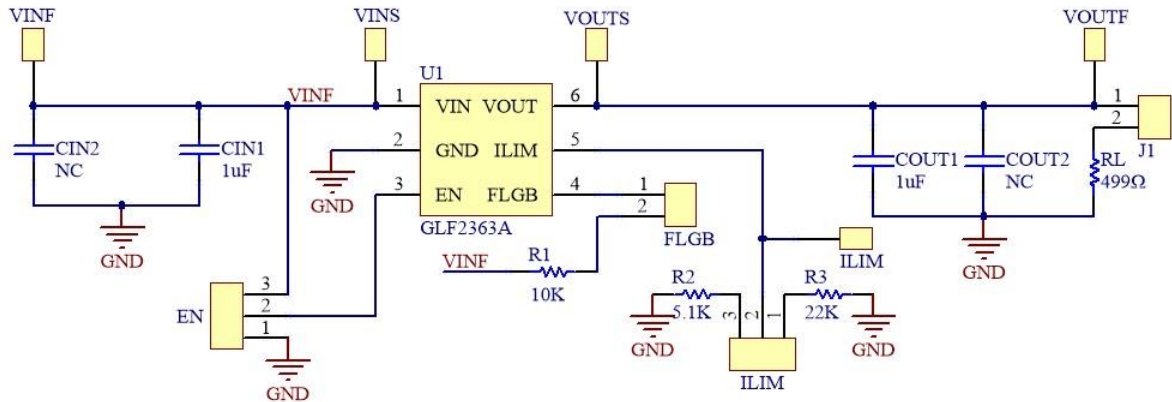 VINF
VINS
VOUTS
VOUTF
U1
VINF
1
VIN
VOUT
6
1
2
J1
CIN2
NC
CIN1
1uF
2
GND
ILIM
5
COUT1
1uF
COUT2
NC
RL
499Ω
3
EN
FLGB
4
1
2
GND
GND
GLF2363A
FLGB
GND
GND
VINF
R1
10K
ILIM
EN
3
2
1
R2
5.1K
3
2
1
R3
22K
GND
GND
GND
ILIM